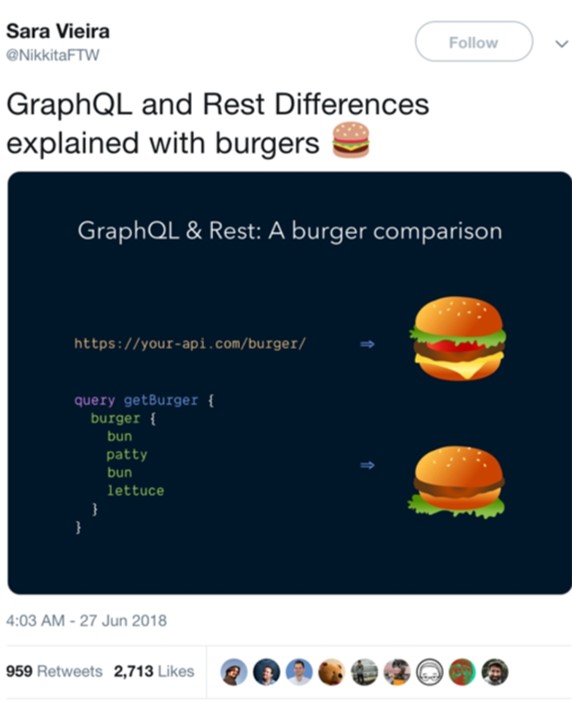 Sara Vieira
@NikkitaFTW
Follow
GraphQL and Rest Differences
explained with burgers 🍔
GraphQL & Rest: A burger comparison
https://your-api.com/burger/ ⇒
query getBurger {
burger {
bun
patty
bun
lettuce
}
}
⇒
4:03 AM - 27 Jun 2018
959 Retweets 2,713 Likes